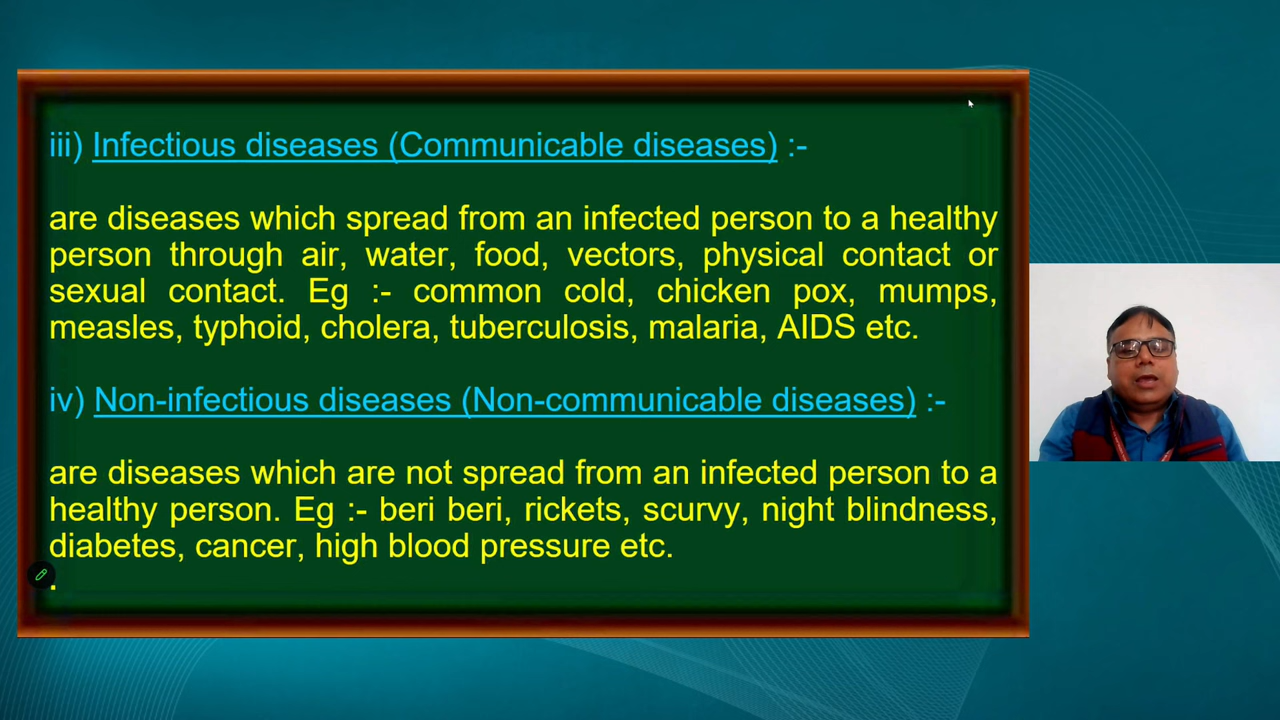 iii) Infectious diseases (Communicable diseases) :-
are diseases which spread from an infected person to a healthy
person through air, water, food, vectors, physical contact or
sexual contact. Eg :- common cold, chicken pox, mumps,
measles, typhoid, cholera, tuberculosis, malaria, AIDS etc.
iv) Non-infectious diseases (Non-communicable diseases) :-
are diseases which are not spread from an infected person to a
healthy person. Eg :- beri beri, rickets, scurvy, night blindness,
diabetes, cancer, high blood pressure etc.
.